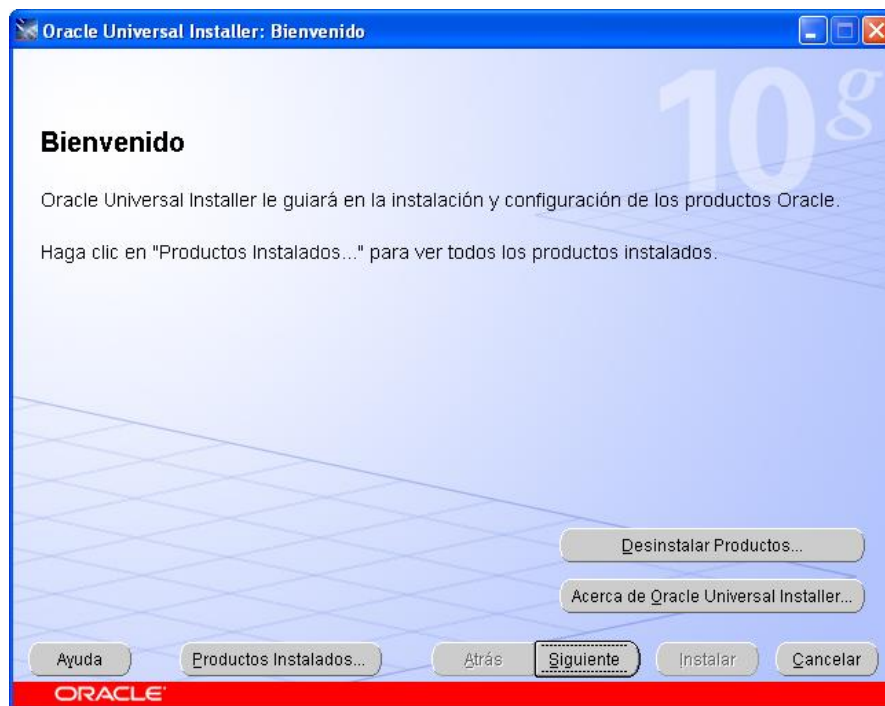 Oracle Universal Installer: Bienvenido
10g
Bienvenido
Oracle Universal Installer le guiará en la instalación y configuración de los productos Oracle.
Haga clic en "Productos Instalados..." para ver todos los productos instalados.
Desinstalar Productos...
Acerca de Oracle Universal Installer...
Ayuda Productos Instalados... Atrás Siguiente Instalar Cancelar
ORACLE